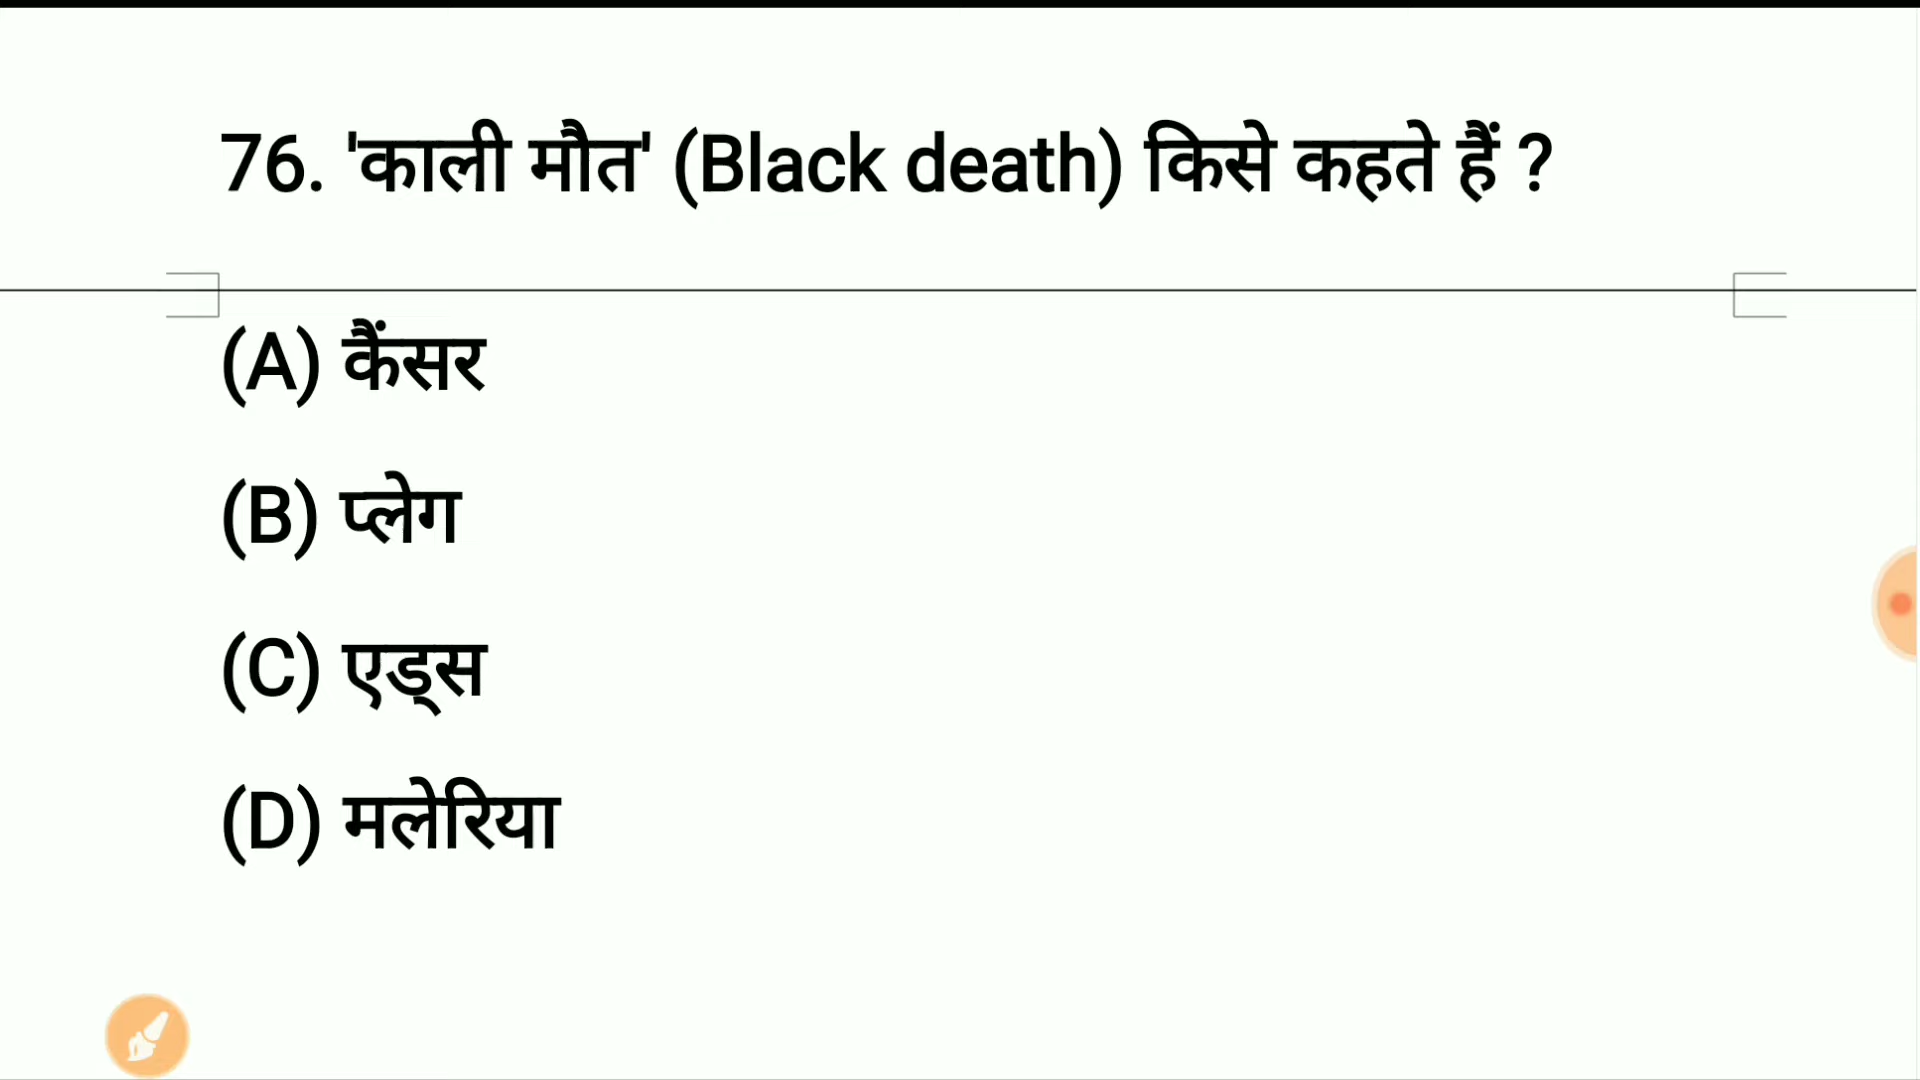 76. 'काली मौत' (Black death) किसे कहते हैं ?
(A) कैंसर
(B) प्लेग
(C) एड्स
(D) मलेरिया